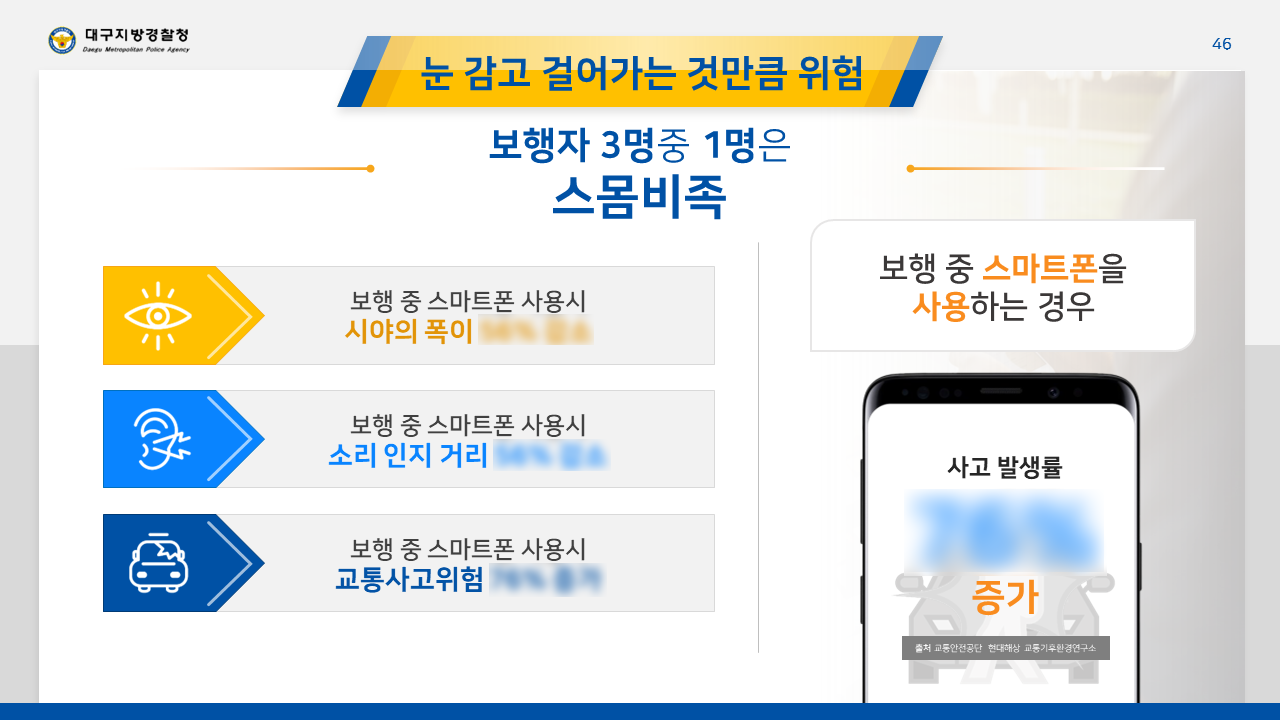 대구지방경찰청
Daegu Metropolitan Police Agency
46
눈 감고 걸어가는 것만큼 위험
보행자 3명중 1명은
스몸비족
보행 중 스마트폰 사용시
시야의 폭이
보행 중 스마트폰 사용시
소리 인지 거리
보행 중 스마트폰 사용시
교통사고위험
보행 중 스마트폰을
사용하는 경우
사고 발생률
증가
출처 교통안전공단 현대해상 교통기후환경연구소